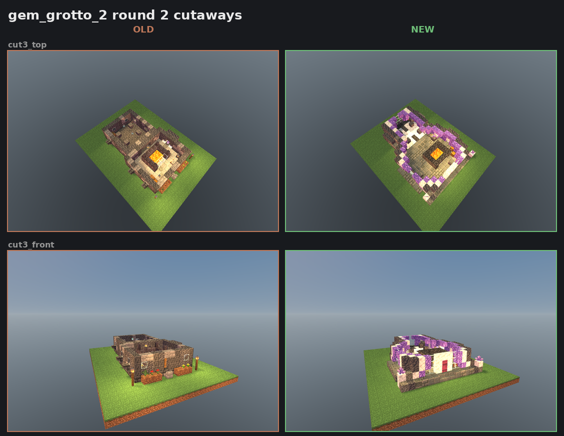 gem_grotto_2 round 2 cutaways
OLD
NEW
cut3_top
cut3_front